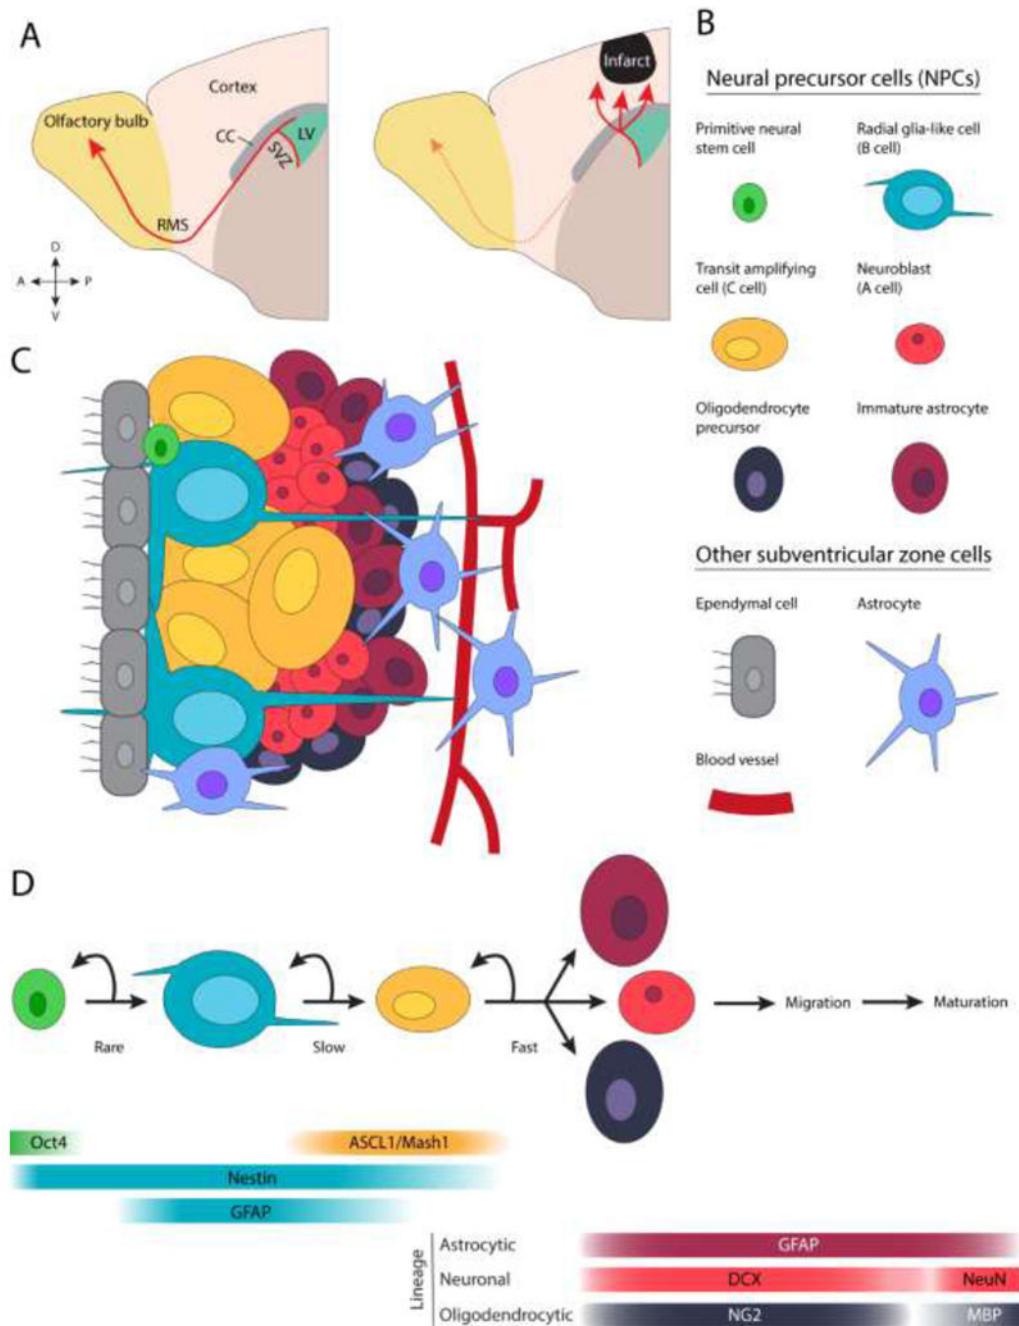 A
Olfactory bulb
Cortex
CC
SVZ
LV
RMS
D
A
P
V
Infarct
B
Neural precursor cells (NPCs)
Primitive neural
stem cell
Radial glia-like cell
(B cell)
Transit amplifying
cell (C cell)
Neuroblast
(A cell)
Oligodendrocyte
precursor
Immature astrocyte
Other subventricular zone cells
Ependymal cell
Astrocyte
Blood vessel
C
D
Rare
Slow
Fast
Migration
Maturation
Oct4
ASCL1/Mash1
Nestin
GFAP
Lineage
Astrocytic
GFAP
Neuronal
DCX
NeuN
Oligodendrocytic
NG2
MBP